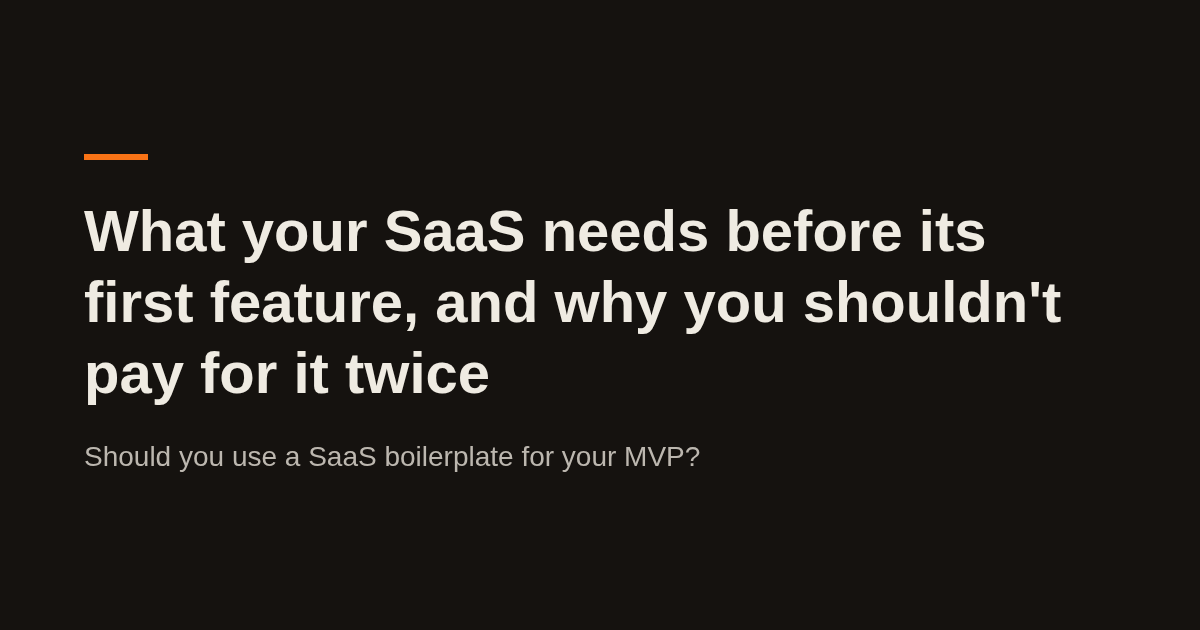 What your SaaS needs before its
first feature, and why you shouldn't
pay for it twice
Should you use a SaaS boilerplate for your MVP?